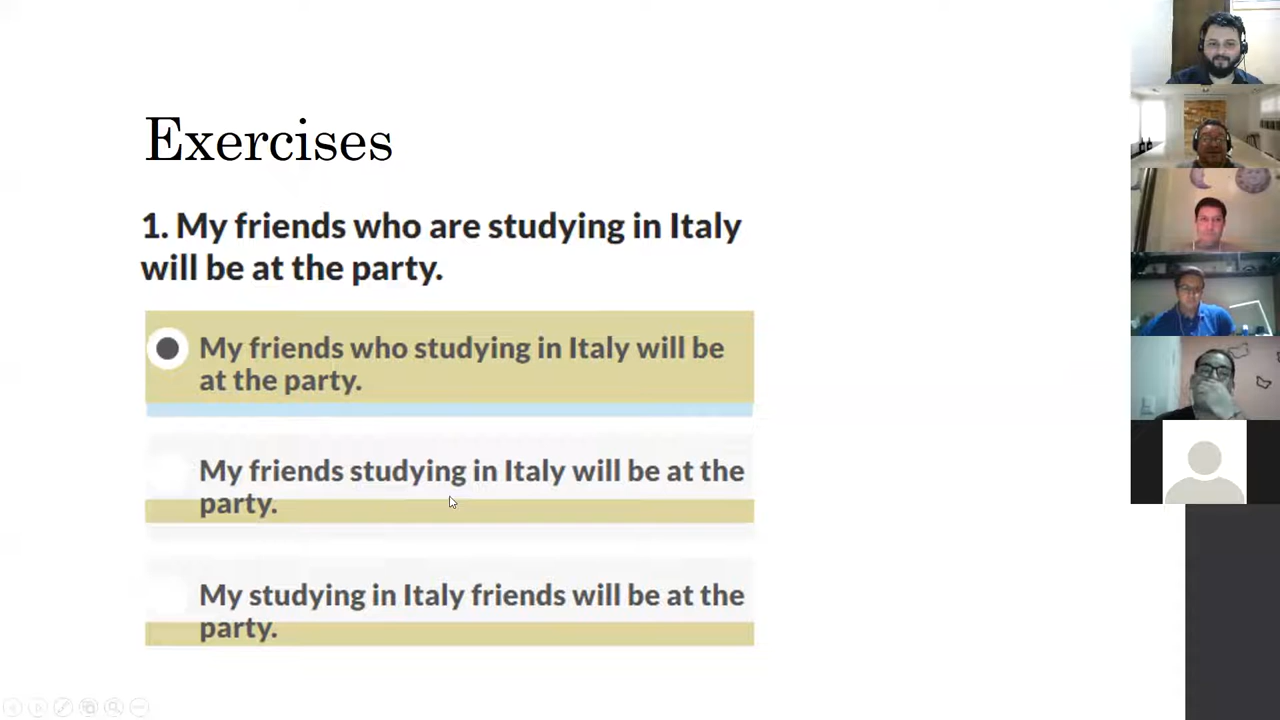 Exercises
1. My friends who are studying in Italy
will be at the party.
My friends who studying in Italy will be
at the party.
My friends studying in Italy will be at the
party.
My studying in Italy friends will be at the
party.